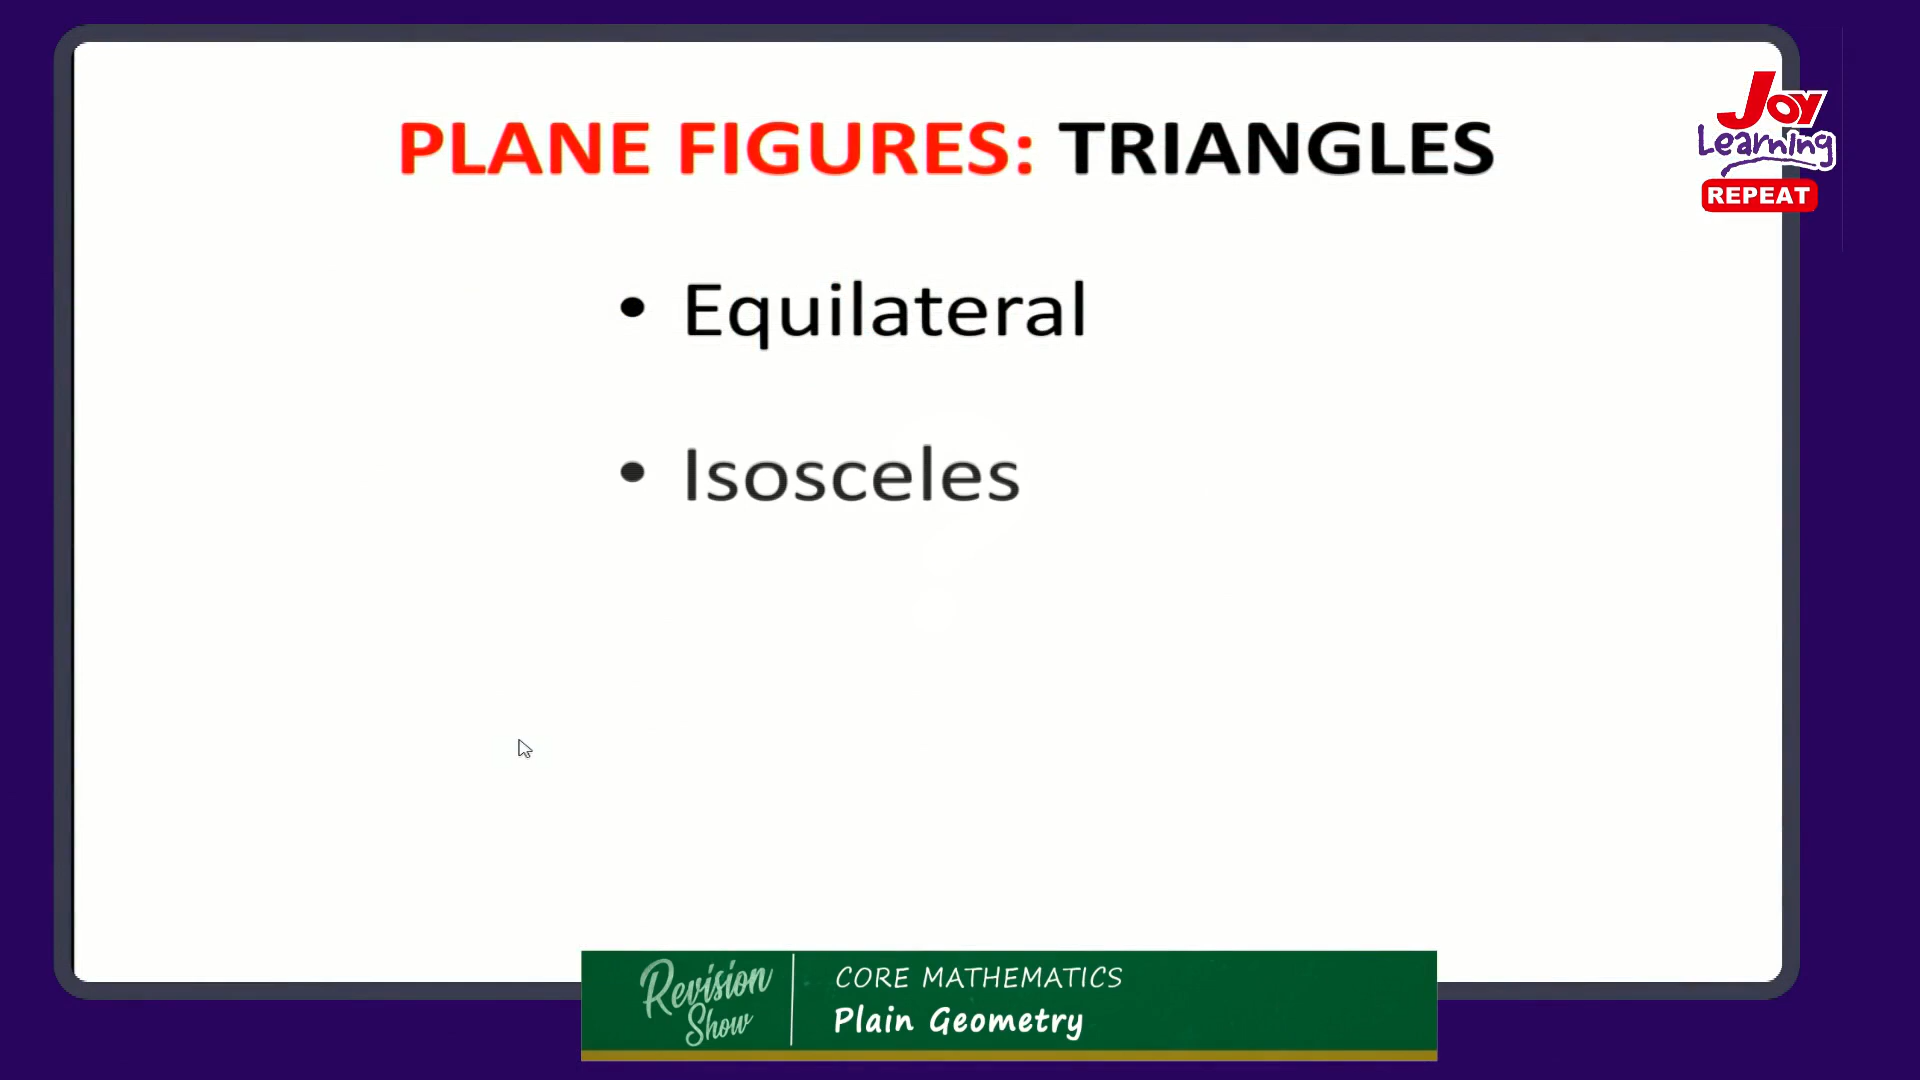 PLANE FIGURES: TRIANGLES
Joy
Learning
REPEAT
• Equilateral
• Isosceles
Revision
Show
CORE MATHEMATICS
Plain Geometry